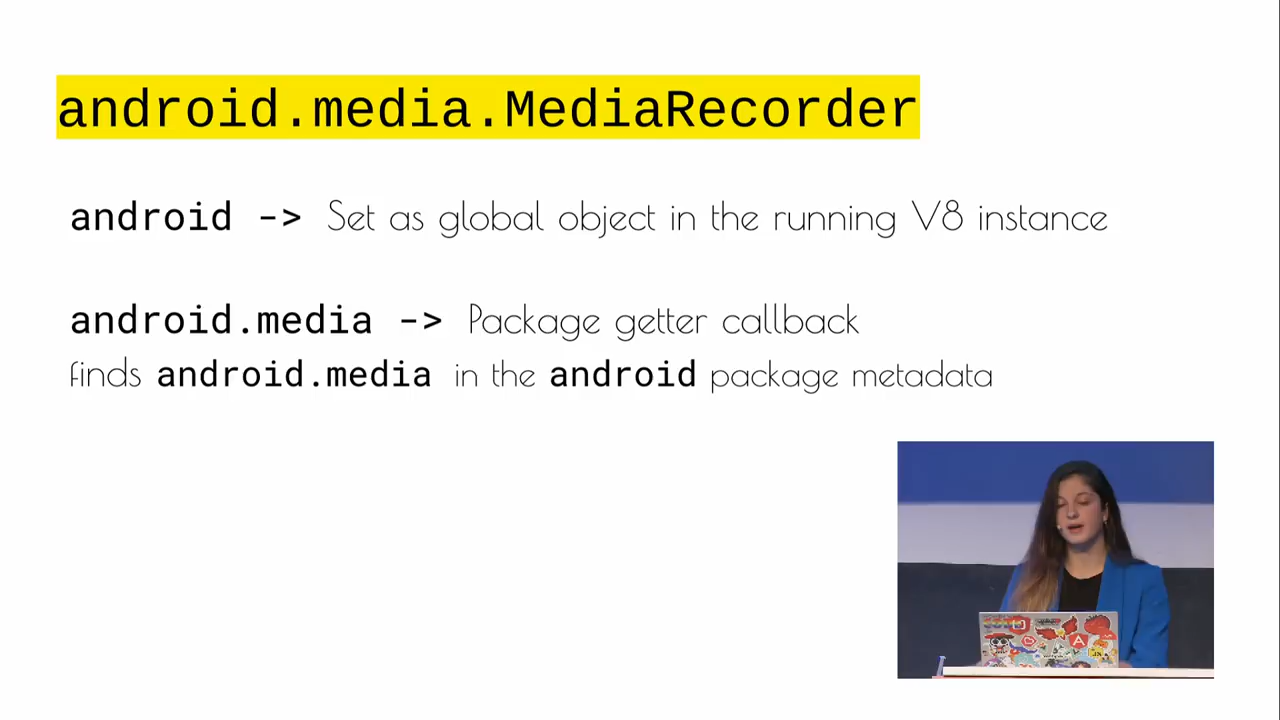 android.media.MediaRecorder
android -> Set as global object in the running V8 instance
android.media -> Package getter callback
finds android.media in the android package metadata